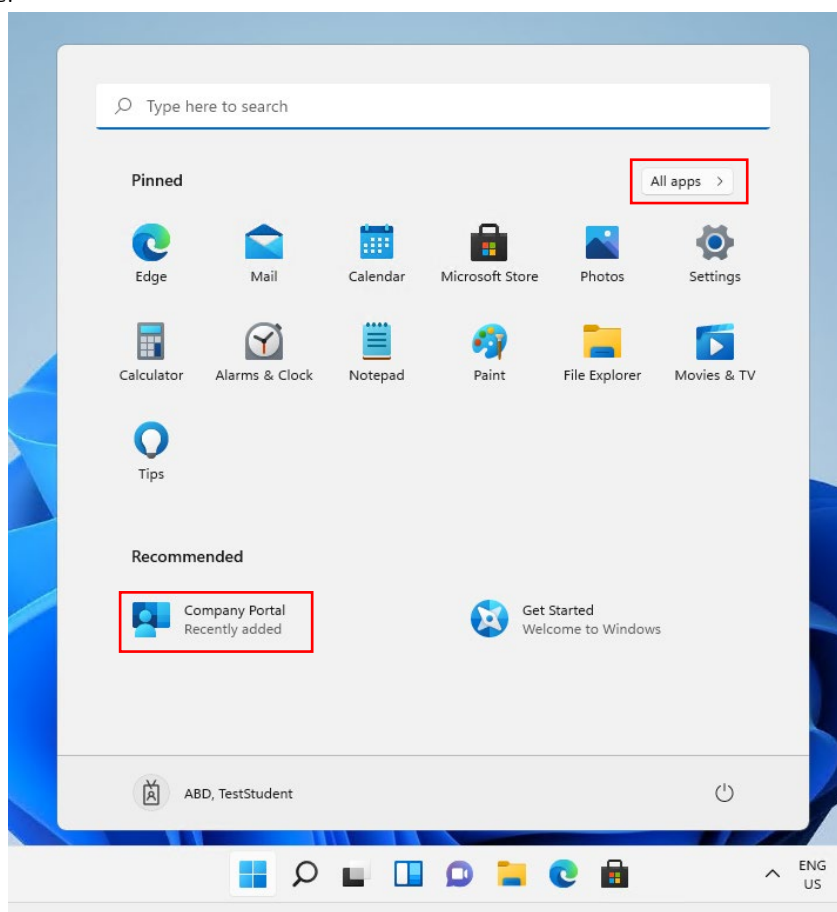 Type here to search
Pinned
All apps
Edge
Mail
Calendar
Microsoft Store
Photos
Settings
Calculator
Alarms & Clock
Notepad
Paint
File Explorer
Movies & TV
Tips
Recommended
Company Portal
Recently added
Get Started
Welcome to Windows
ABD, TestStudent
ENG
US